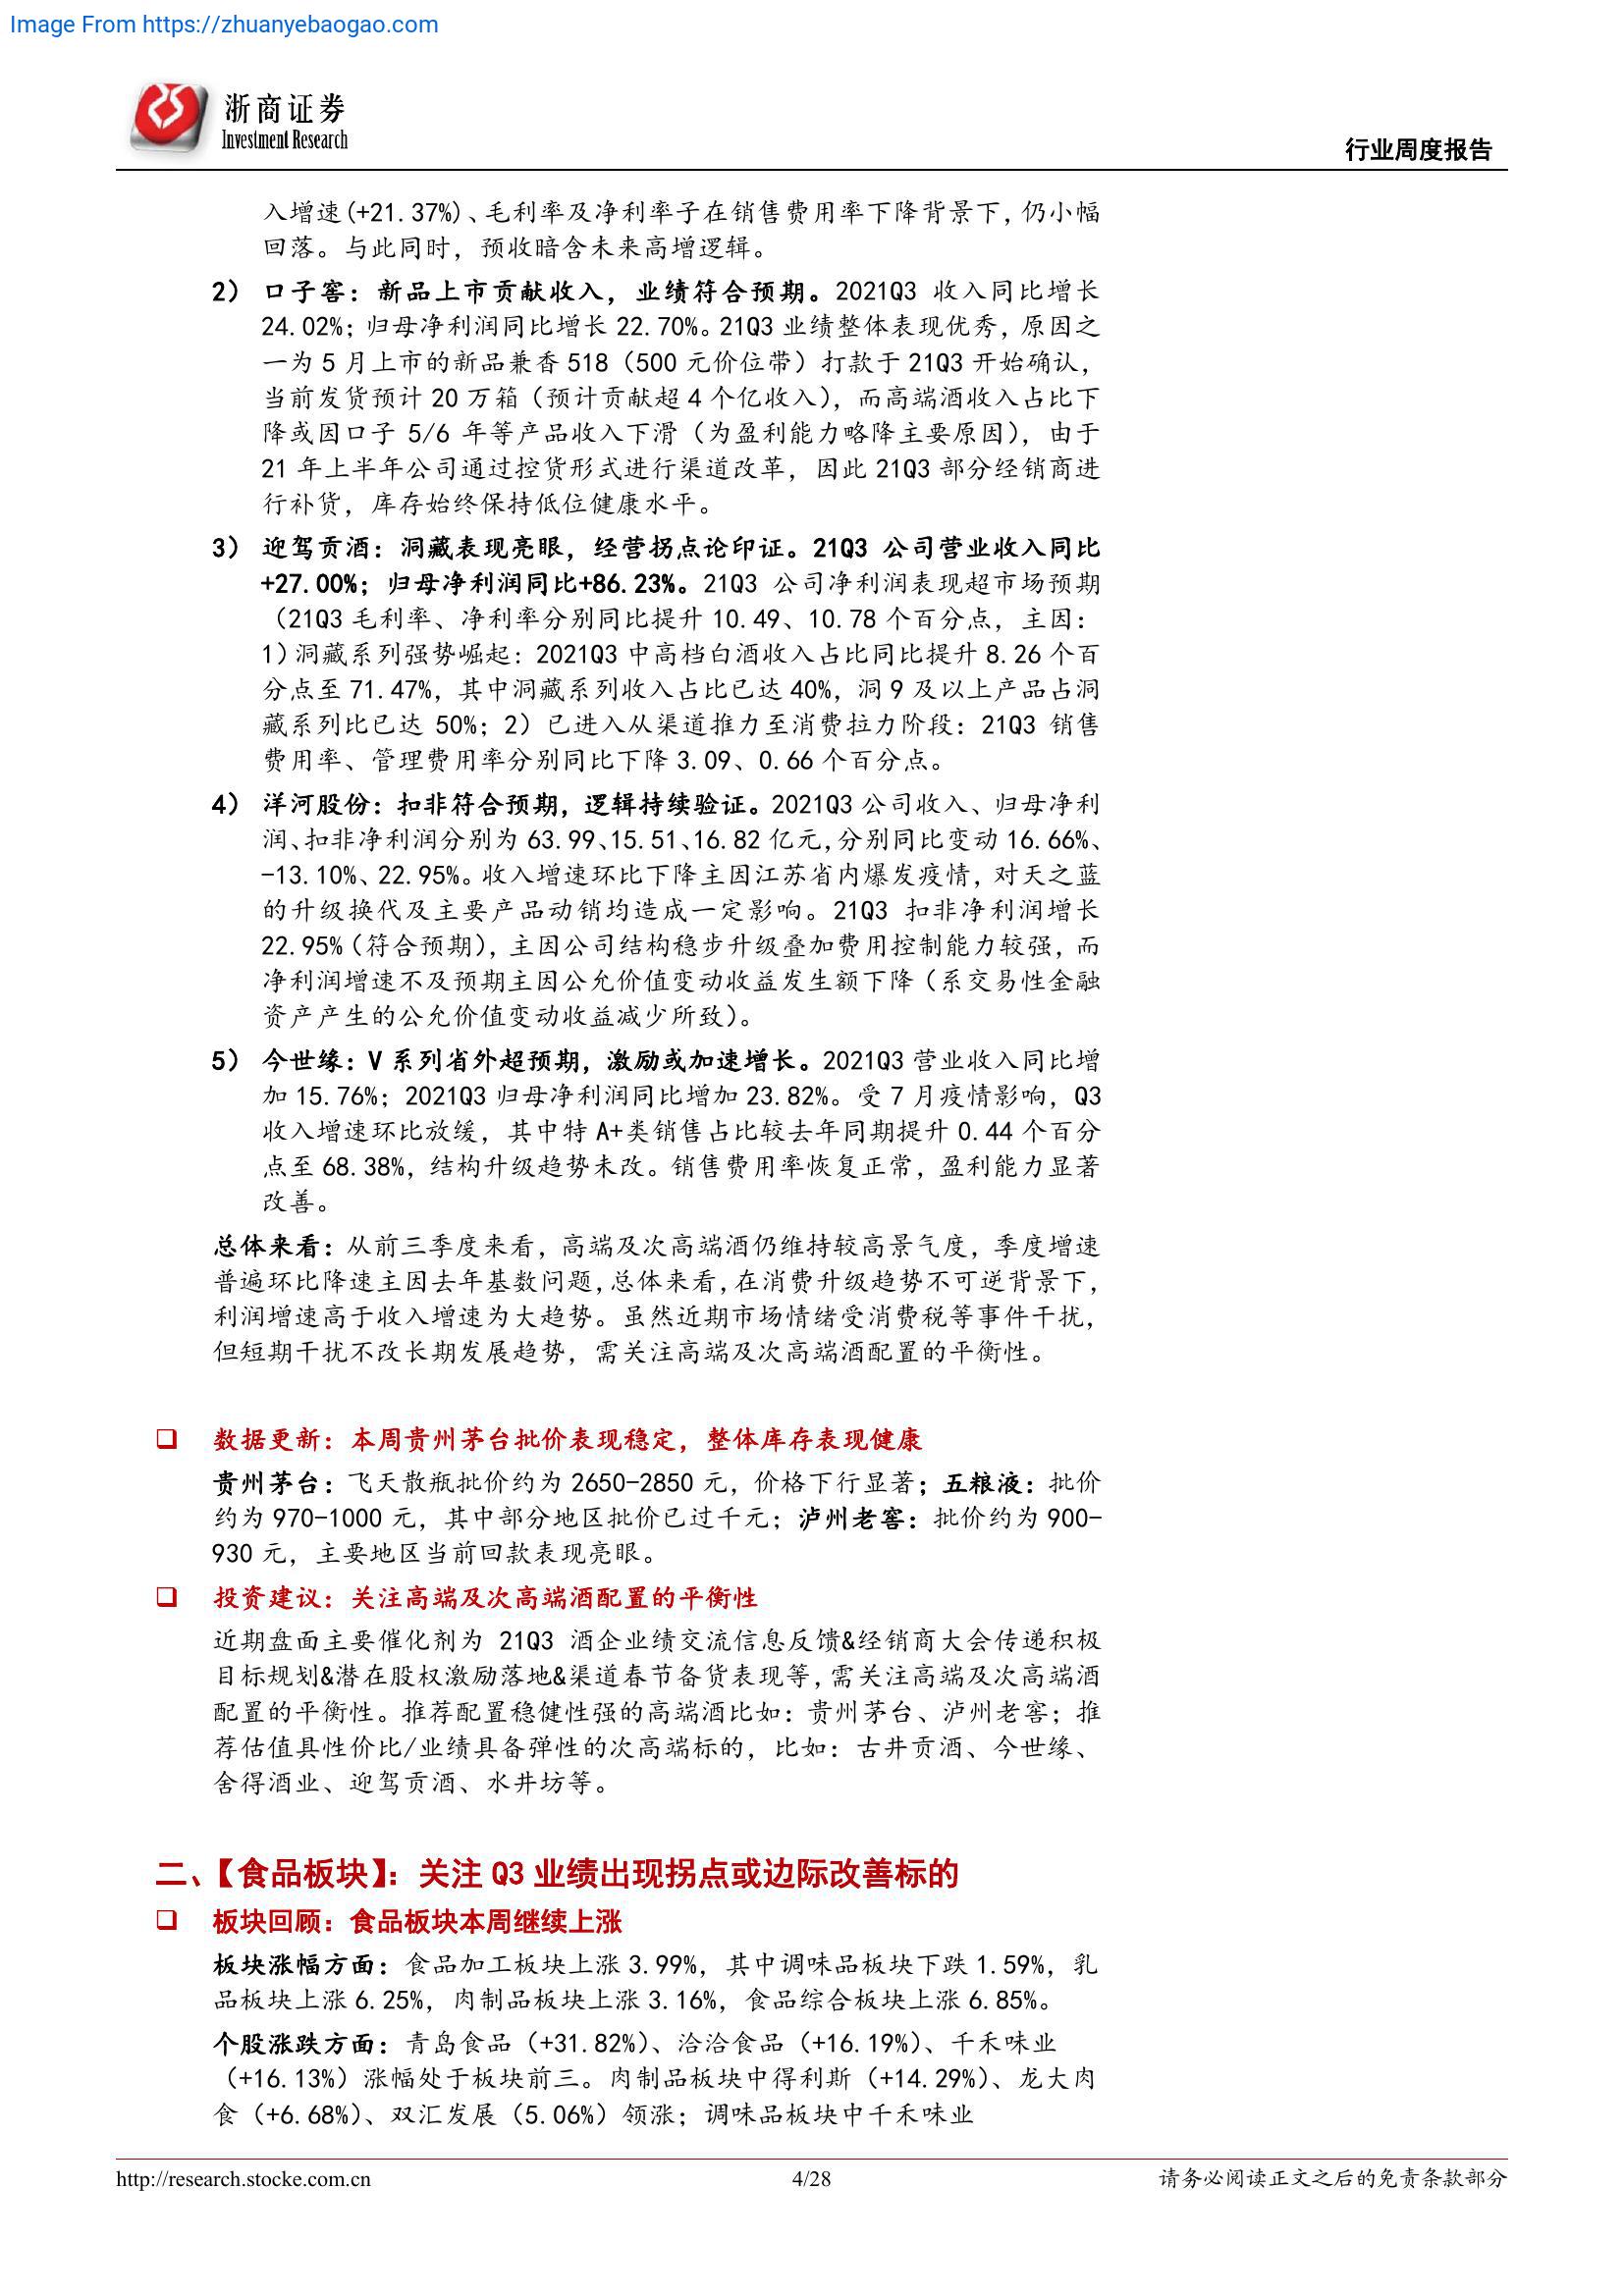 Image From https://zhuanyebaogao.com
浙商证券
Investment Research
行业周度报告
入增速(+21.37%)、毛利率及净利率子在销售费用率下降背景下，仍小幅
回落。与此同时，预收暗含未来高增逻辑。
2） 口子窖：新品上市贡献收入，业绩符合预期。2021Q3 收入同比增长
24.02%；归母净利润同比增长 22.70%。21Q3 业绩整体表现优秀，原因之
一为 5 月上市的新品兼香 518（500 元价位带）打款于 21Q3 开始确认，
当前发货预计 20 万箱（预计贡献超 4 个亿收入），而高端酒收入占比下
降或因口子 5/6 年等产品收入下滑（为盈利能力略降主要原因），由于
21 年上半年公司通过控货形式进行渠道改革，因此 21Q3 部分经销商进
行补货，库存始终保持低位健康水平。
3） 迎驾贡酒：洞藏表现亮眼，经营拐点论印证。21Q3 公司营业收入同比
+27.00%；归母净利润同比+86.23%。21Q3 公司净利润表现超市场预期
（21Q3 毛利率、净利率分别同比提升 10.49、10.78 个百分点，主因：
1)洞藏系列强势崛起：2021Q3 中高档白酒收入占比同比提升 8.26 个百
分点至 71.47%，其中洞藏系列收入占比已达 40%，洞 9 及以上产品占洞
藏系列比已达 50%；2）已进入从渠道推力至消费拉力阶段：21Q3 销售
费用率、管理费用率分别同比下降 3.09、0.66 个百分点。
4） 洋河股份：扣非符合预期，逻辑持续验证。2021Q3 公司收入、归母净利
润、扣非净利润分别为 63.99、15.51、16.82 亿元，分别同比变动 16.66%、
-13.10%、22.95%。收入增速环比下降主因江苏省内爆发疫情，对天之蓝
的升级换代及主要产品动销均造成一定影响。21Q3 扣非净利润增长
22.95%（符合预期），主因公司结构稳步升级叠加费用控制能力较强，而
净利润增速不及预期主因公允价值变动收益发生额下降（系交易性金融
资产产生的公允价值变动收益减少所致）。
5） 今世缘：V 系列省外超预期，激励或加速增长。2021Q3 营业收入同比增
加 15.76%；2021Q3 归母净利润同比增加 23.82%。受 7 月疫情影响，Q3
收入增速环比放缓，其中特 A+类销售占比较去年同期提升 0.44 个百分
点至 68.38%，结构升级趋势未改。销售费用率恢复正常，盈利能力显著
改善。
总体来看：从前三季度来看，高端及次高端酒仍维持较高景气度，季度增速
普遍环比降速主因去年基数问题，总体来看，在消费升级趋势不可逆背景下，
利润增速高于收入增速为大趋势。虽然近期市场情绪受消费税等事件干扰，
但短期干扰不改长期发展趋势，需关注高端及次高端酒配置的平衡性。
❑ 数据更新：本周贵州茅台批价表现稳定，整体库存表现健康
贵州茅台：飞天散瓶批价约为 2650-2850 元，价格下行显著；五粮液：批价
约为 970-1000 元，其中部分地区批价已过千元；泸州老窖：批价约为 900-
930 元，主要地区当前回款表现亮眼。
❑ 投资建议：关注高端及次高端酒配置的平衡性
近期盘面主要催化剂为 21Q3 酒企业绩交流信息反馈&经销商大会传递积极
目标规划&潜在股权激励落地&渠道春节备货表现等，需关注高端及次高端酒
配置的平衡性。推荐配置稳健性强的高端酒比如：贵州茅台、泸州老窖；推
荐估值具性价比/业绩具备弹性的次高端标的，比如：古井贡酒、今世缘、
舍得酒业、迎驾贡酒、水井坊等。
二、【食品板块】：关注 Q3 业绩出现拐点或边际改善标的
❑ 板块回顾：食品板块本周继续上涨
板块涨幅方面：食品加工板块上涨 3.99%，其中调味品板块下跌 1.59%，乳
品板块上涨 6.25%，肉制品板块上涨 3.16%，食品综合板块上涨 6.85%。
个股涨跌方面：青岛食品（+31.82%）、洽洽食品（+16.19%）、千禾味业
（+16.13%）涨幅处于板块前三。肉制品板块中得利斯（+14.29%）、龙大肉
食（+6.68%）、双汇发展（5.06%）领涨；调味品板块中千禾味业
http://research.stocke.com.cn
4/28
请务必阅读正文之后的免责条款部分